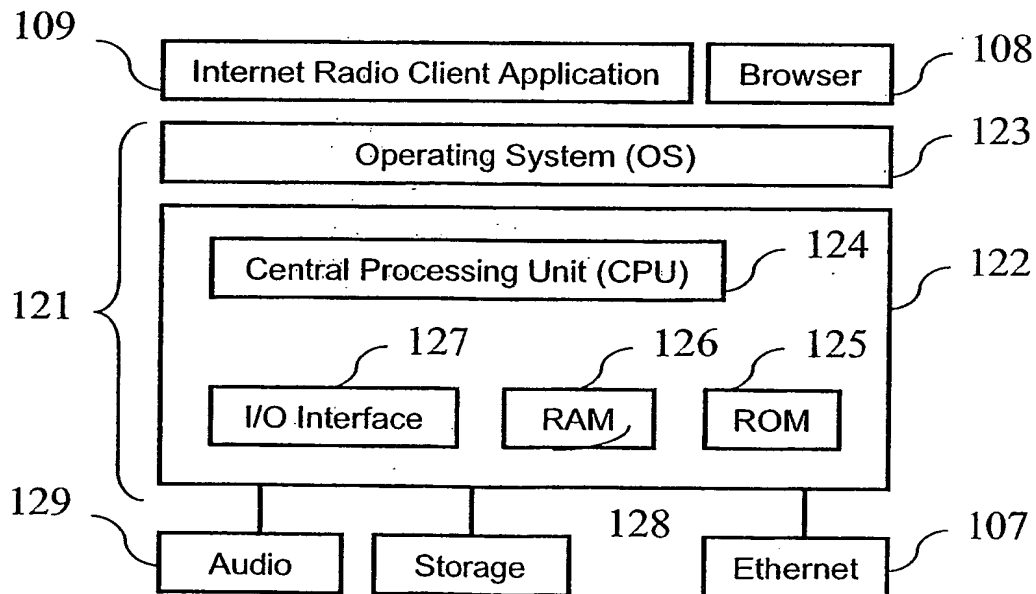 109
Internet Radio Client Application
Browser
108
Operating System (OS)
123
Central Processing Unit (CPU)
124
122
121
127
126
125
I/O Interface
RAM
ROM
129
128
107
Audio
Storage
Ethernet